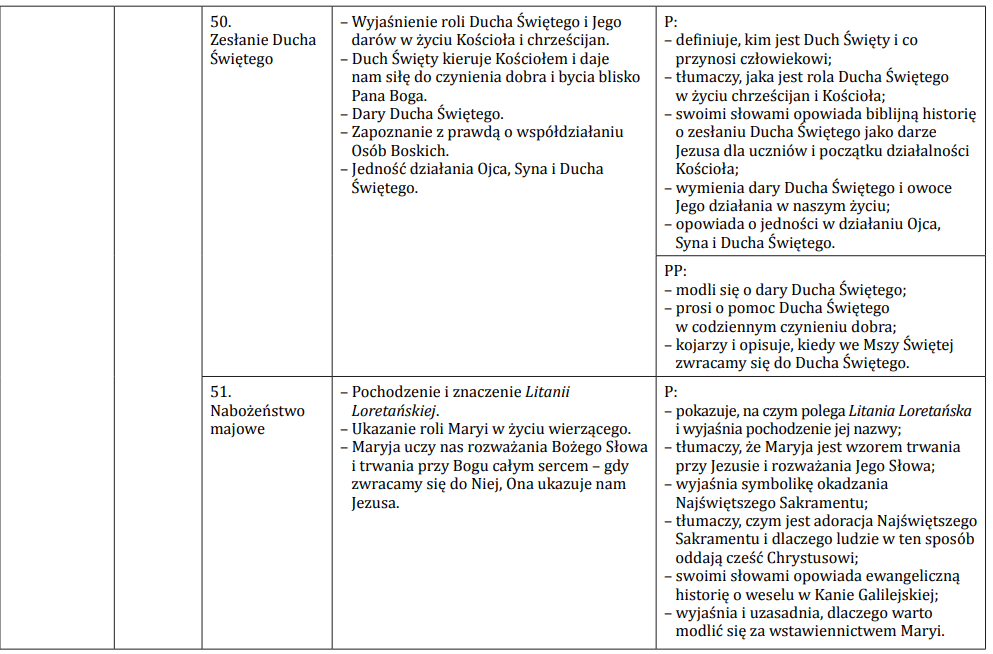 50.
Zesłanie Ducha
Świętego
– Wyjaśnienie roli Ducha Świętego i Jego
darów w życiu Kościoła i chrześcijan.
– Duch Święty kieruje Kościołem i daje
nam siłę do czynienia dobra i bycia blisko
Pana Boga.
– Dary Ducha Świętego.
– Zapoznanie z prawdą o współdziałaniu
Osób Boskich.
– Jedność działania Ojca, Syna i Ducha
Świętego.
P:
– definiuje, kim jest Duch Święty i co
przynosi człowiekowi;
– tłumaczy, jaka jest rola Ducha Świętego
w życiu chrześcijan i Kościoła;
– swoimi słowami opowiada biblijną historię
o zesłaniu Ducha Świętego jako darze
Jezusa dla uczniów i początku działalności
Kościoła;
– wymienia dary Ducha Świętego i owoce
Jego działania w naszym życiu;
– opowiada o jedności w działaniu Ojca,
Syna i Ducha Świętego.
PP:
– modli się o dary Ducha Świętego;
– prosi o pomoc Ducha Świętego
w codziennym czynieniu dobra;
– kojarzy i opisuje, kiedy we Mszy Świętej
zwracamy się do Ducha Świętego.
51.
Nabożeństwo
majowe
– Pochodzenie i znaczenie Litanii
Loretańskiej.
– Ukazanie roli Maryi w życiu wierzącego.
– Maryja uczy nas rozważania Bożego Słowa
i trwania przy Bogu całym sercem – gdy
zwracamy się do Niej, Ona ukazuje nam
Jezusa.
P:
– pokazuje, na czym polega Litania Loretańska
i wyjaśnia pochodzenie jej nazwy;
– tłumaczy, że Maryja jest wzorem trwania
przy Jezusie i rozważania Jego Słowa;
– wyjaśnia symbolikę okadzania
Najświętszego Sakramentu;
– tłumaczy, czym jest adoracja Najświętszego
Sakramentu i dlaczego ludzie w ten sposób
oddają cześć Chrystusowi;
– swoimi słowami opowiada ewangeliczną
historię o weselu w Kanie Galilejskiej;
– wyjaśnia i uzasadnia, dlaczego warto
modlić się za wstawiennictwem Maryi.